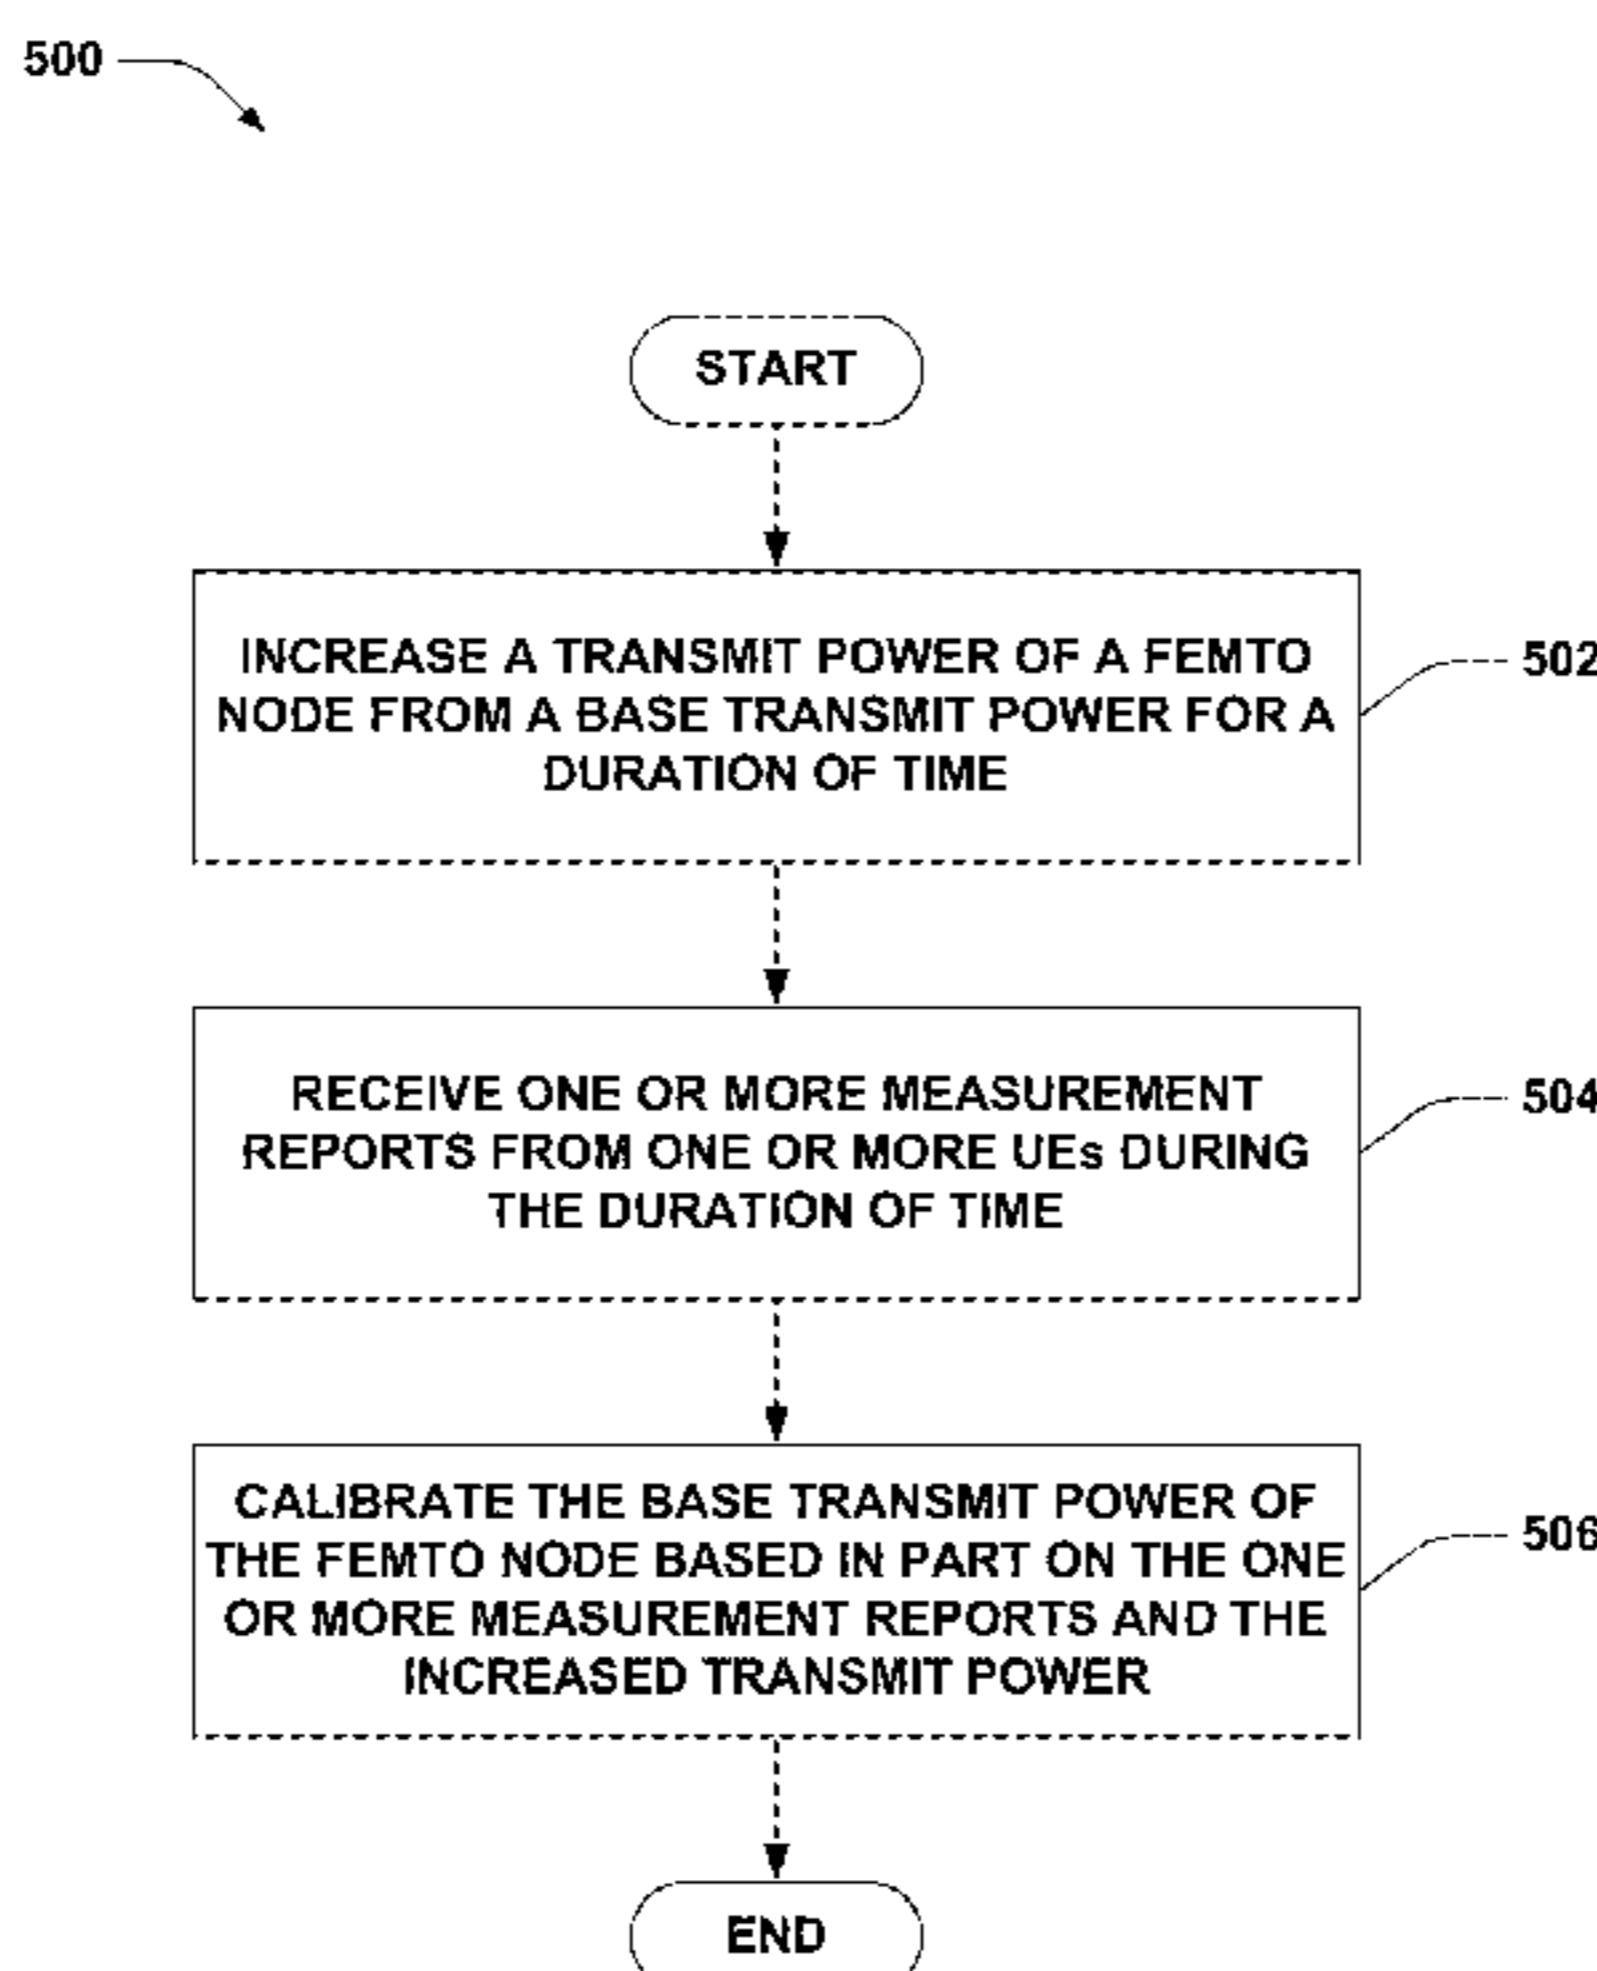 500
START
INCREASE A TRANSMIT POWER OF A FEMTO
NODE FROM A BASE TRANSMIT POWER FOR A
DURATION OF TIME
502
RECEIVE ONE OR MORE MEASUREMENT
REPORTS FROM ONE OR MORE UEs DURING
THE DURATION OF TIME
504
CALIBRATE THE BASE TRANSMIT POWER OF
THE FEMTO NODE BASED IN PART ON THE ONE
OR MORE MEASUREMENT REPORTS AND THE
INCREASED TRANSMIT POWER
506
END